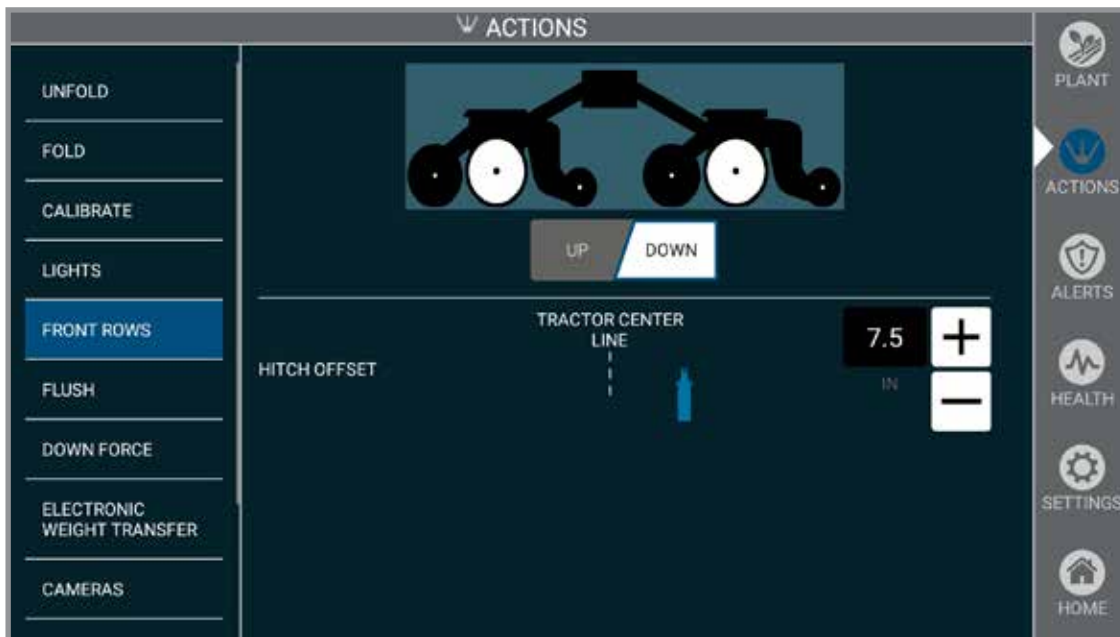 ACTIONS
UNFOLD
FOLD
CALIBRATE
LIGHTS
FRONT ROWS
FLUSH
DOWN FORCE
ELECTRONIC
WEIGHT TRANSFER
CAMERAS
UP
DOWN
TRACTOR CENTER
LINE
HITCH OFFSET
7.5
IN
+
−
PLANT
ACTIONS
ALERTS
HEALTH
SETTINGS
HOME